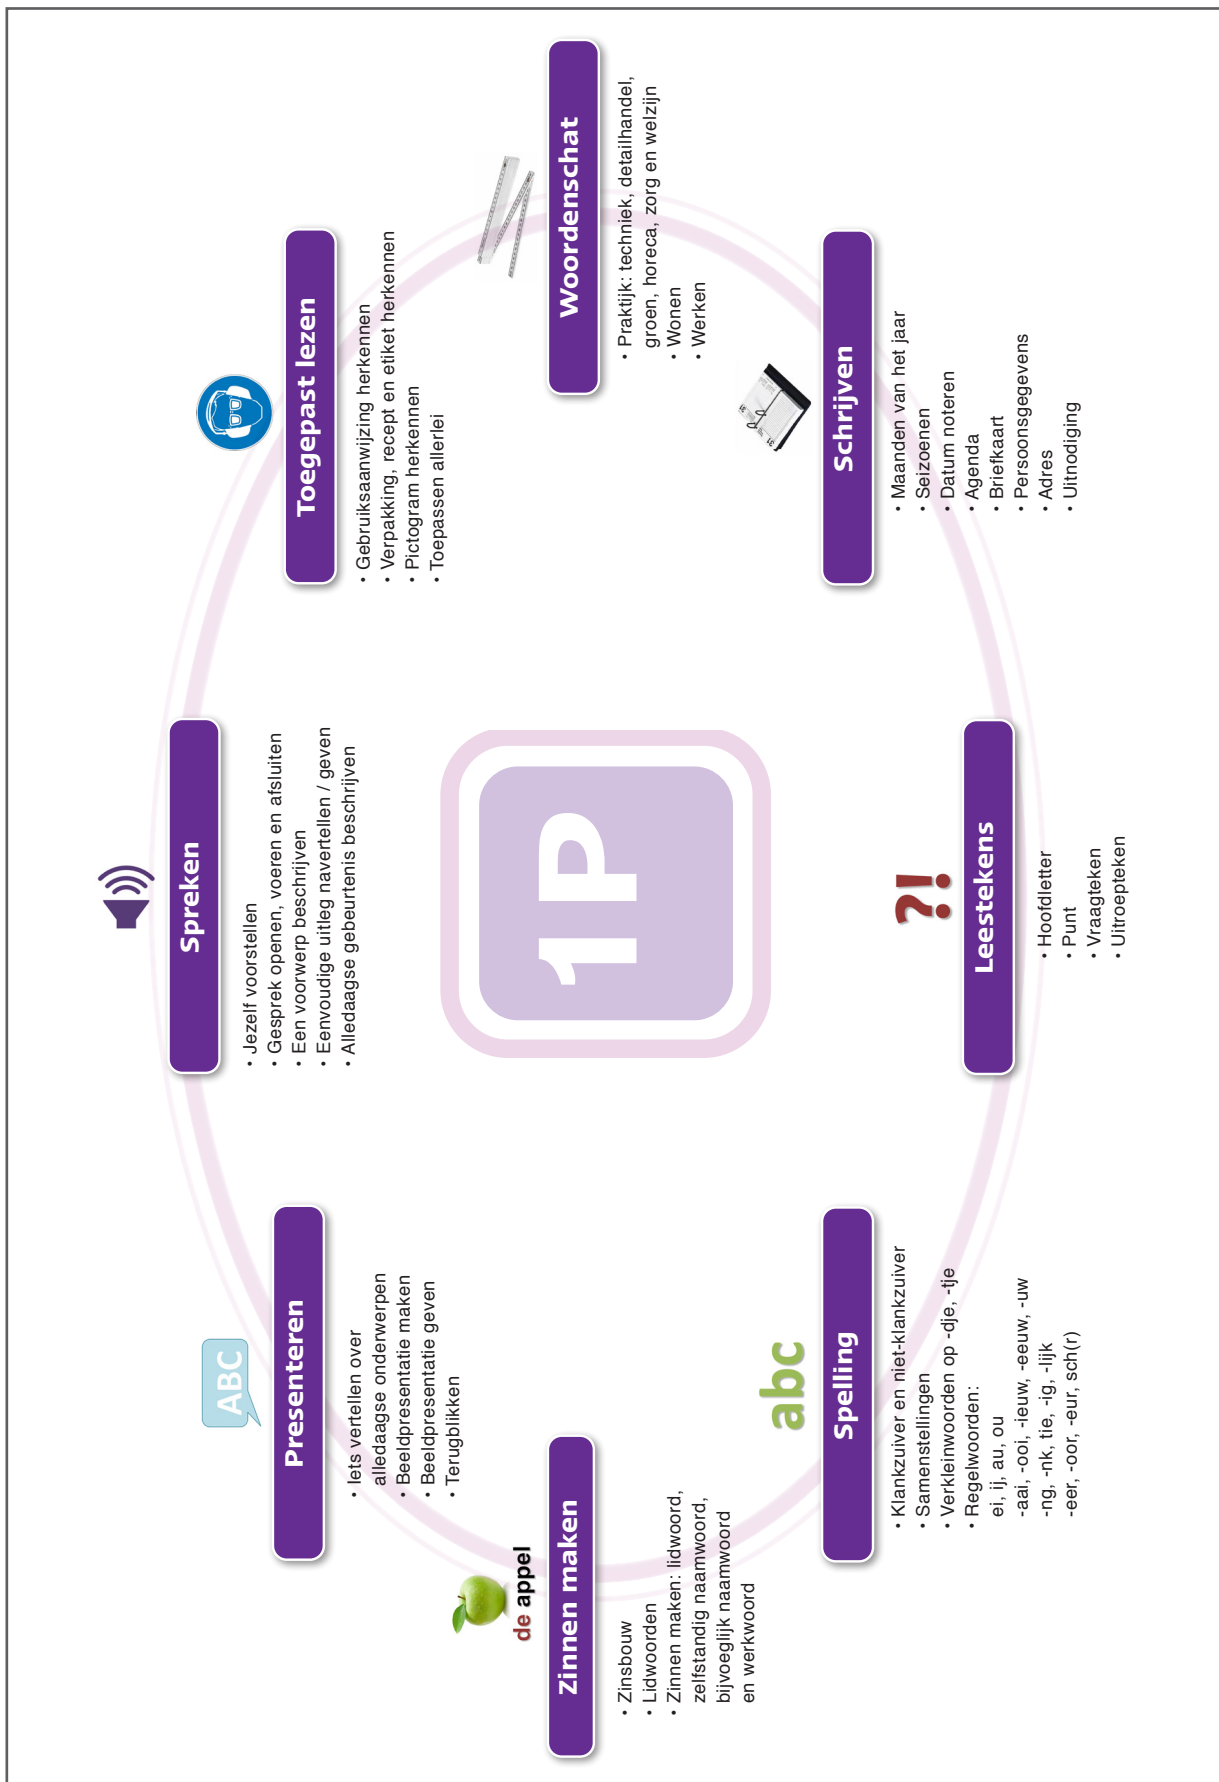 Spreken
• Jezelf voorstellen
• Gesprek openen, voeren en afsluiten
• Een voorwerp beschrijven
• Eenvoudige uitleg navertellen / geven
• Alledaagse gebeurtenis beschrijven
Toegepast lezen
• Gebruiksaanwijzing herkennen
• Verpakking, recept en etiket herkennen
• Pictogram herkennen
• Toepassen allerlei
Woordenschat
• Praktijk: techniek, detailhandel,
groen, horeca, zorg en welzijn
• Wonen
• Werken
31
31
Schrijven
• Maanden van het jaar
• Seizoenen
• Datum noteren
• Agenda
• Briefkaart
• Persoonsgegevens
• Adres
• Uitnodiging
?!
Leestekens
• Hoofdletter
• Punt
• Vraagteken
• Uitroepteken
abc
Spelling
• Klankzuiver en niet-klankzuiver
• Samenstellingen
• Verkleinwoorden op -dje, -tje
• Regelwoorden:
ei, ij, au, ou
-aai, -ooi, -ieuw, -eeuw, -uw
-ng, -nk, tie, -ig, -lijk
-eer, -oor, -eur, sch(r)
de appel
Zinnen maken
• Zinsbouw
• Lidwoorden
• Zinnen maken: lidwoord,
zelfstandig naamwoord,
bijvoeglijk naamwoord
en werkwoord
ABC
Presenteren
• Iets vertellen over
alledaagse onderwerpen
• Beeldpresentatie maken
• Beeldpresentatie geven
• Terugblikken
1P